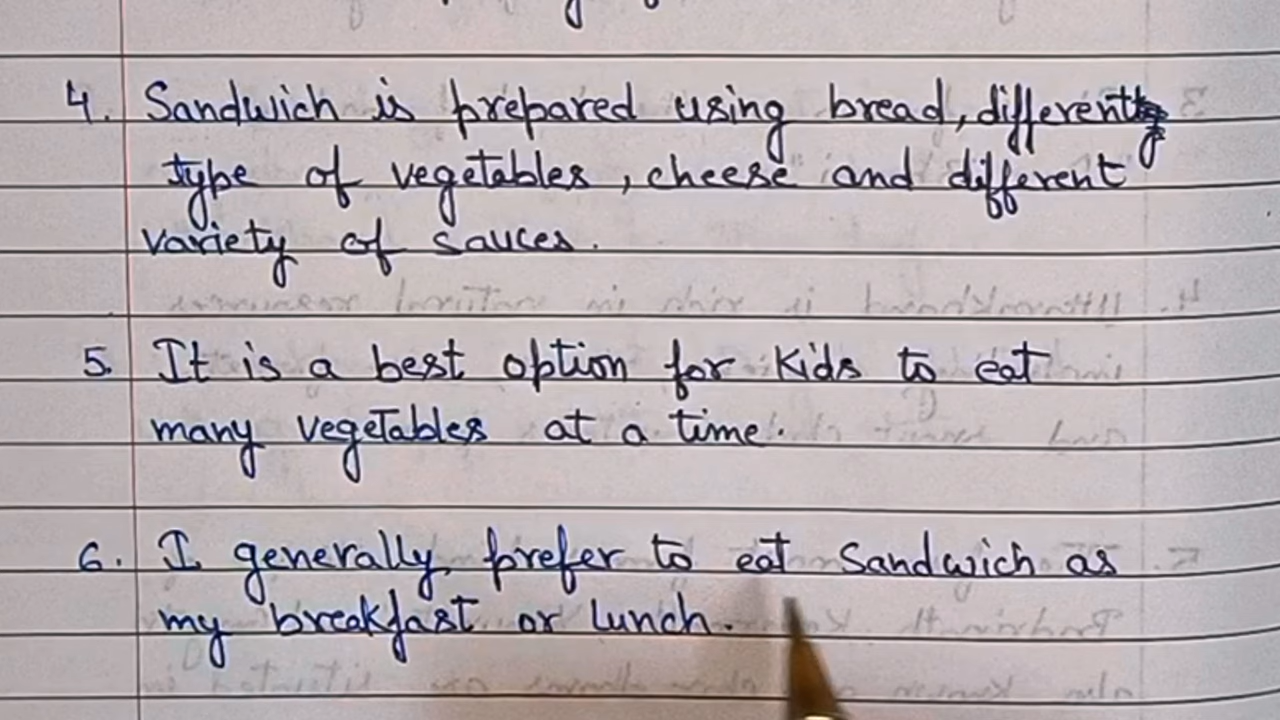 4. Sandwich is prepared using bread, different
type of vegetables, cheese and different
variety of sauces.
5. It is a best option for kids to eat
many vegetables at a time.
6. I generally prefer to eat Sandwich as
my breakfast or lunch.